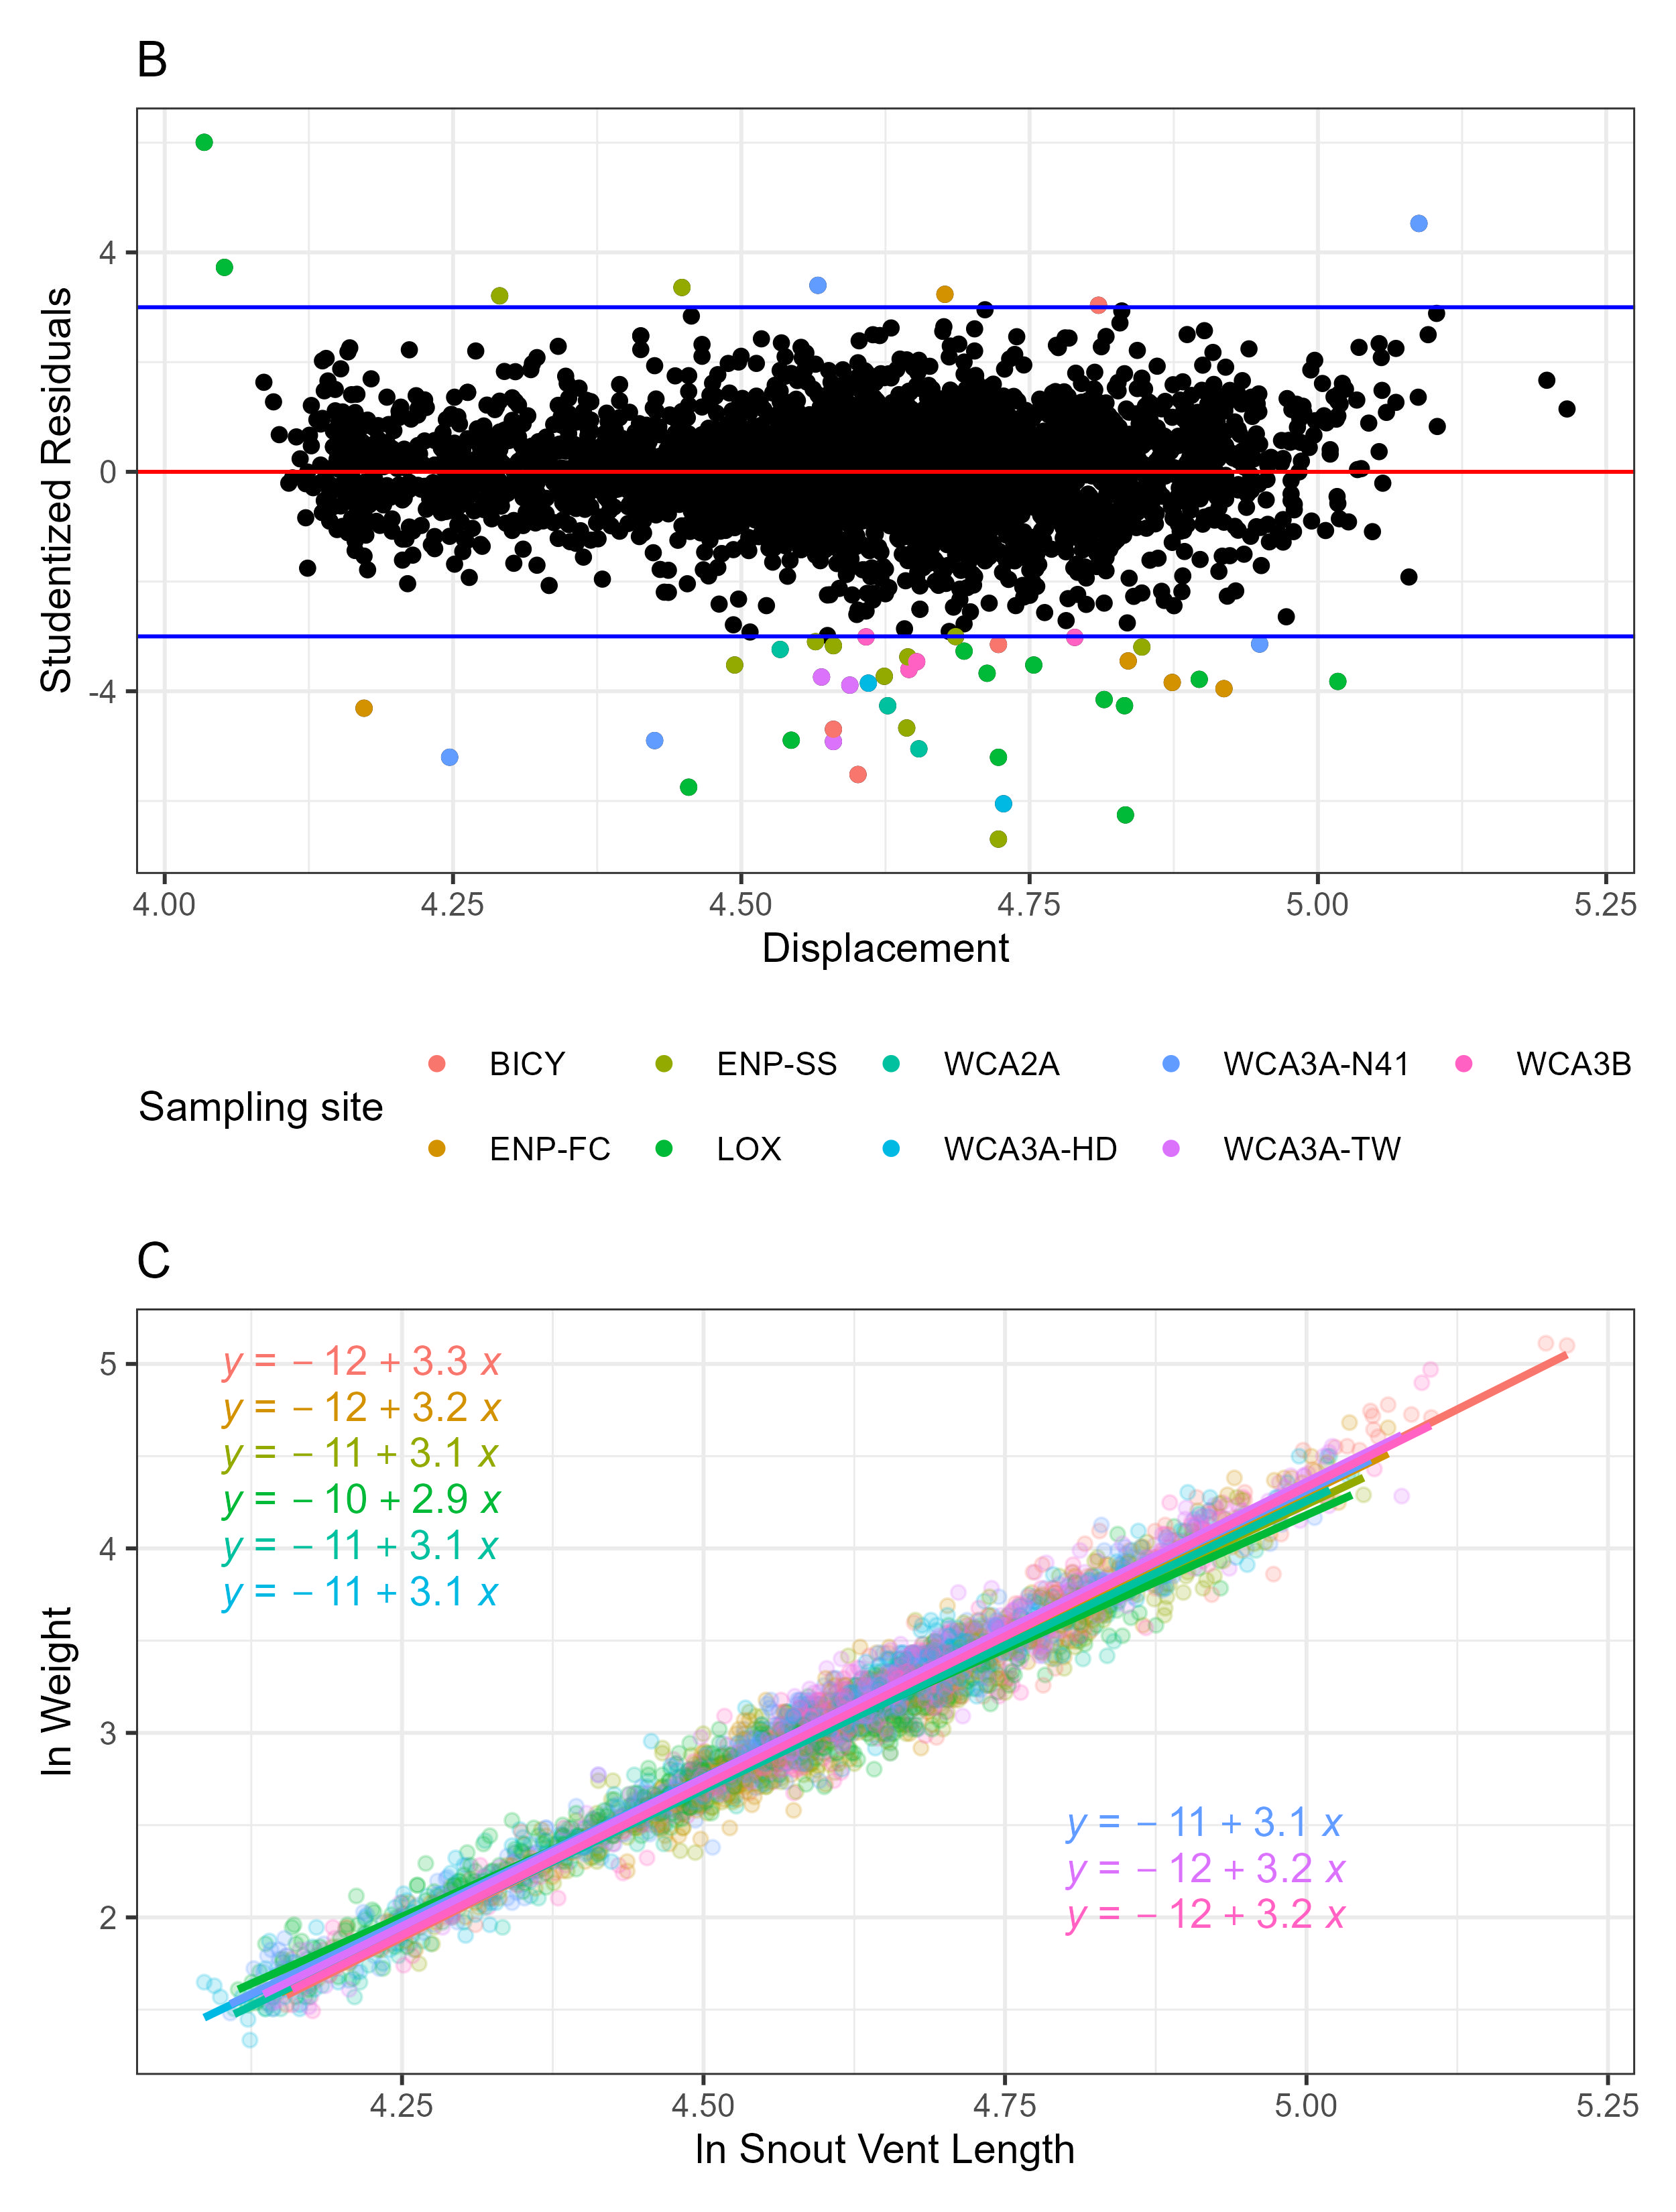 B
4
0
-4
Studentized Residuals
4.00 4.25 4.50 4.75 5.00 5.25
Displacement
Sampling site
BICY ENP-SS WCA2A WCA3A-N41 WCA3B
ENP-FC LOX WCA3A-HD WCA3A-TW
C
5
4
3
2
ln Weight
y = − 12 + 3.3 x
y = − 12 + 3.2 x
y = − 11 + 3.1 x
y = − 10 + 2.9 x
y = − 11 + 3.1 x
y = − 11 + 3.1 x
y = − 11 + 3.1 x
y = − 12 + 3.2 x
y = − 12 + 3.2 x
4.25 4.50 4.75 5.00 5.25
ln Snout Vent Length